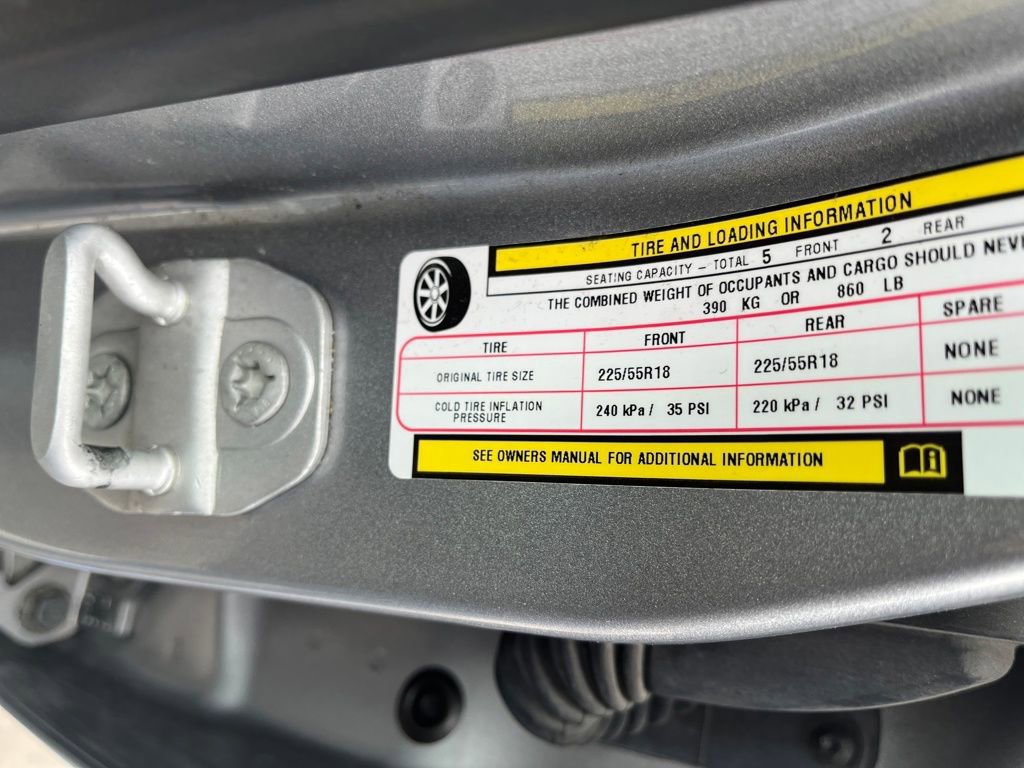 TIRE AND LOADING INFORMATION
SEATING CAPACITY – TOTAL 5 FRONT 2 REAR
THE COMBINED WEIGHT OF OCCUPANTS AND CARGO SHOULD
390 KG OR 860 LB
TIRE FRONT REAR SPARE
ORIGINAL TIRE SIZE 225/55R18 225/55R18 NONE
COLD TIRE INFLATION PRESSURE 240 kPa / 35 PSI 220 kPa / 32 PSI NONE
SEE OWNERS MANUAL FOR ADDITIONAL INFORMATION